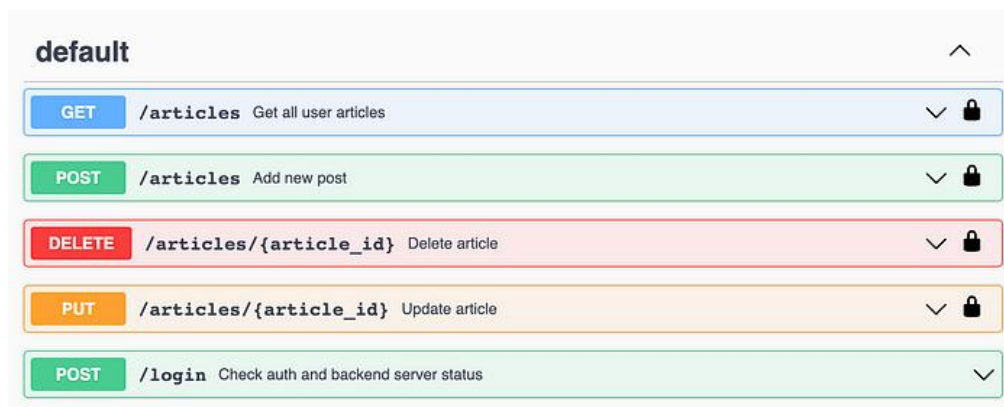 default
GET /articles Get all user articles
POST /articles Add new post
DELETE /articles/{article_id} Delete article
PUT /articles/{article_id} Update article
POST /login Check auth and backend server status